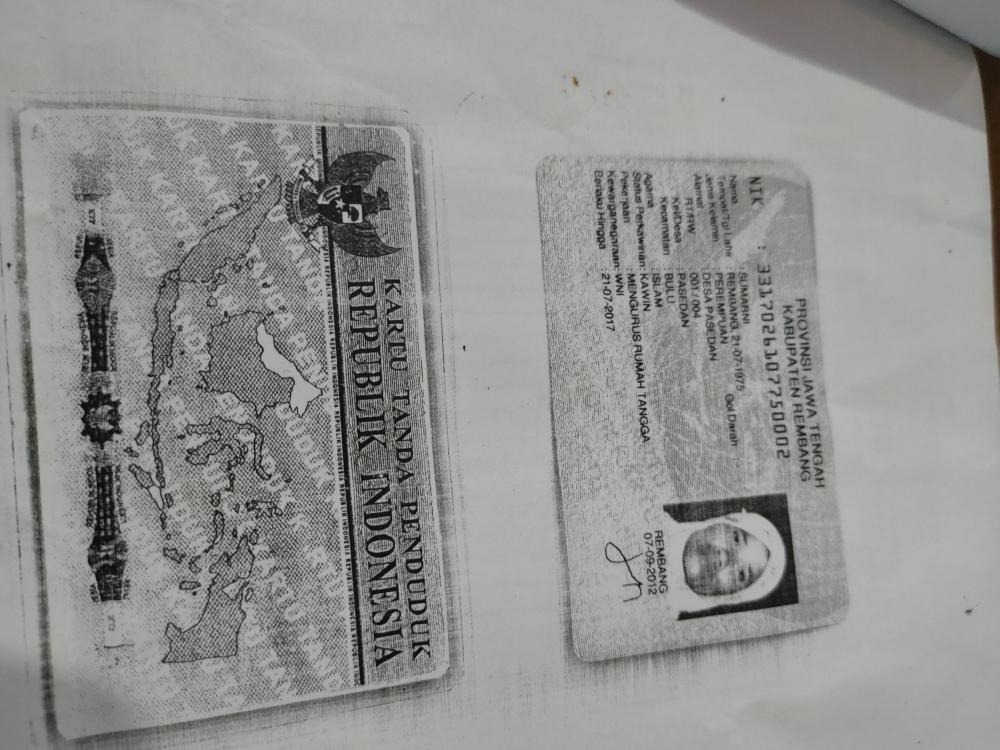 PROVINSI JAWA TENGAH
KABUPATEN REMBANG
NIK : 3317026107750002
Nama : SUMARNI
Tempat/Tgl Lahir : REMBANG, 21-07-1975
Jenis Kelamin : PEREMPUAN Gol Darah
Alamat : DESA PASEDAN
RT/RW : 001 / 004
Kel/Desa : PASEDAN
Kecamatan : BULU
Agama : ISLAM
Status Perkawinan: KAWIN
Pekerjaan : MENGURUS RUMAH TANGGA
Kewarganegaraan: WNI
Berlaku Hingga : 21-07-2017
REMBANG
07-09-2012
KARTU TANDA PENDUDUK
REPUBLIK INDONESIA